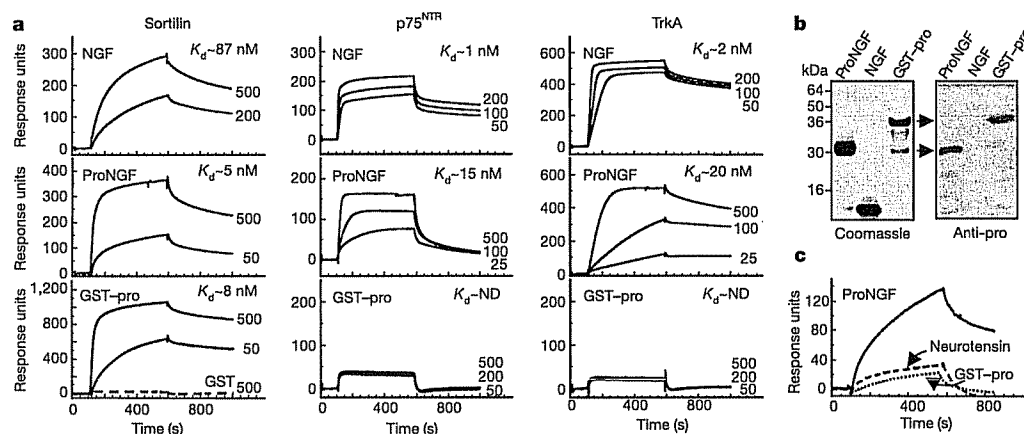 a
Sortilin
p75NTR
TrkA
Response units
300
200
100
0
NGF
Kd~87 nM
500
200
300
200
100
0
NGF
Kd~1 nM
200
100
50
600
400
200
0
NGF
Kd~2 nM
200
100
50
Response units
400
300
200
100
0
ProNGF
Kd~5 nM
500
50
200
100
0
ProNGF
Kd~15 nM
500
100
25
600
400
200
0
ProNGF
Kd~20 nM
500
100
25
Response units
1,200
800
400
0
GST–pro
Kd~8 nM
500
50
GST 500
0 400 800
Time (s)
200
100
0
GST–pro
Kd~ND
500
200
50
0 400 800
Time (s)
200
100
0
GST–pro
Kd~ND
500
200
50
0 400 800
Time (s)
b
kDa
ProNGF
NGF
GST–pro
ProNGF
NGF
GST–pro
64
50
36
30
16
Coomassie
Anti-pro
c
Response units
120
80
40
0
ProNGF
Neurotensin
GST–pro
0 400 800
Time (s)